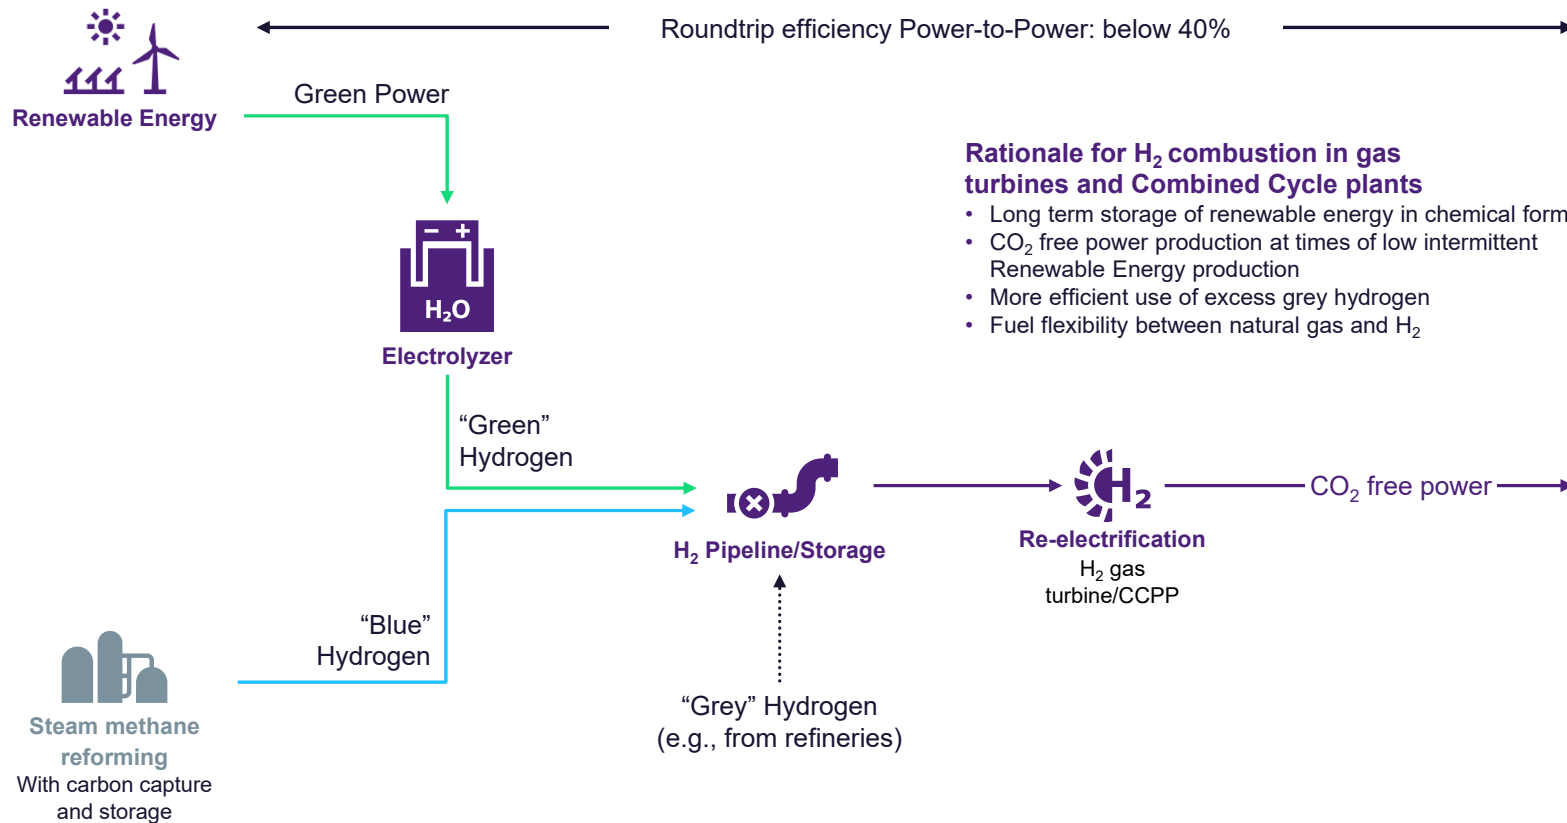 Roundtrip efficiency Power-to-Power: below 40%
Renewable Energy
Green Power
Rationale for H₂ combustion in gas
turbines and Combined Cycle plants
• Long term storage of renewable energy in chemical form
• CO₂ free power production at times of low intermittent
Renewable Energy production
• More efficient use of excess grey hydrogen
• Fuel flexibility between natural gas and H₂
− +
H₂O
Electrolyzer
“Green”
Hydrogen
H₂ Pipeline/Storage
H₂
Re-electrification
H₂ gas
turbine/CCPP
CO₂ free power
“Blue”
Hydrogen
Steam methane
reforming
With carbon capture
and storage
“Grey” Hydrogen
(e.g., from refineries)